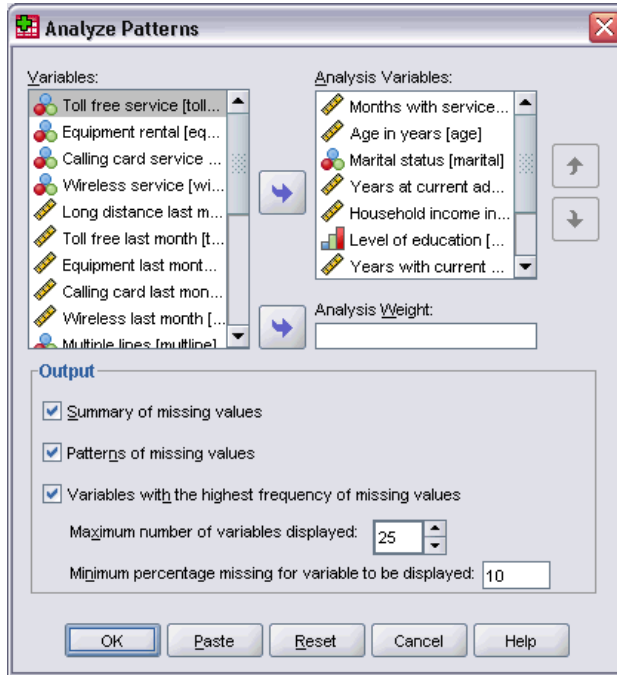 Analyze Patterns
Variables:
Toll free service [toll...
Equipment rental [eq...
Calling card service ...
Wireless service [wi...
Long distance last m...
Toll free last month [t...
Equipment last mont...
Calling card last mon...
Wireless last month [...
Multiple lines [multline]
Analysis Variables:
Months with service...
Age in years [age]
Marital status [marital]
Years at current ad...
Household income in...
Level of education [...
Years with current ...
Analysis Weight:
Output
Summary of missing values
Patterns of missing values
Variables with the highest frequency of missing values
Maximum number of variables displayed: 25
Minimum percentage missing for variable to be displayed: 10
OK Paste Reset Cancel Help